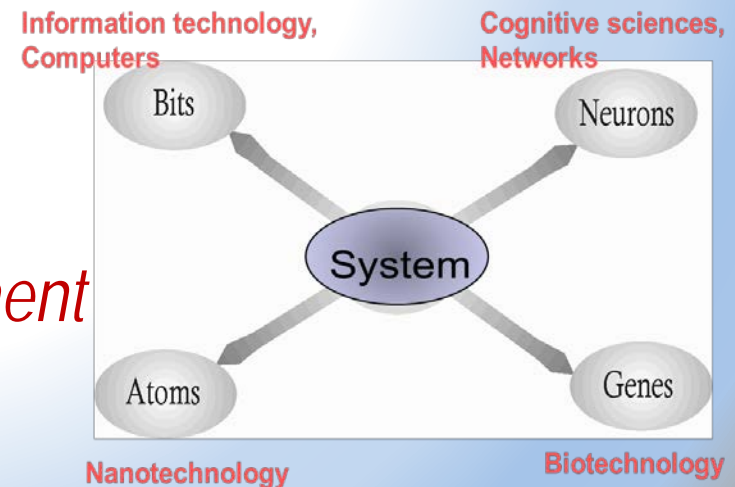 Information technology,
Computers
Cognitive sciences,
Networks
Bits
Neurons
System
Atoms
Genes
Nanotechnology
Biotechnology